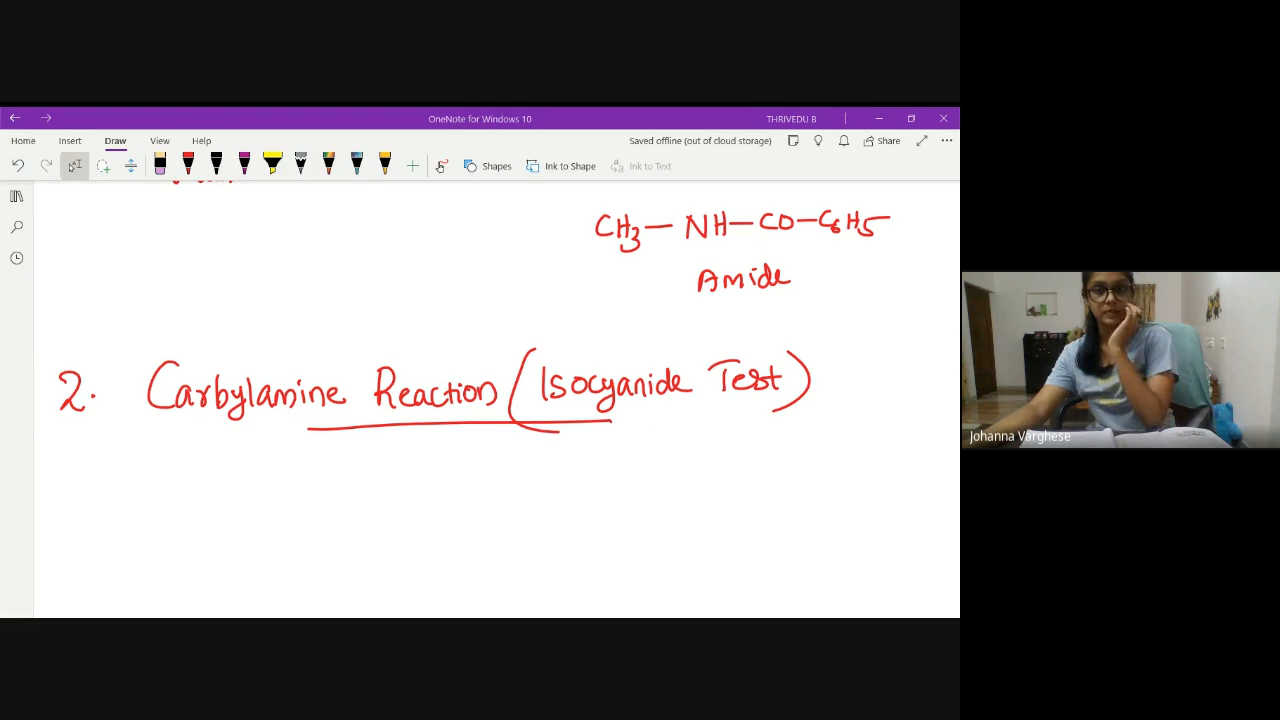 OneNote for Windows 10
THRIVEDU B
Home Insert Draw View Help
Saved offline (out of cloud storage)
Share
Shapes
Ink to Shape
Ink to Text
CH3 — NH — CO — C6H5
Amide
2. Carbylamine Reaction (Isocyanide Test)
Johanna Varghese